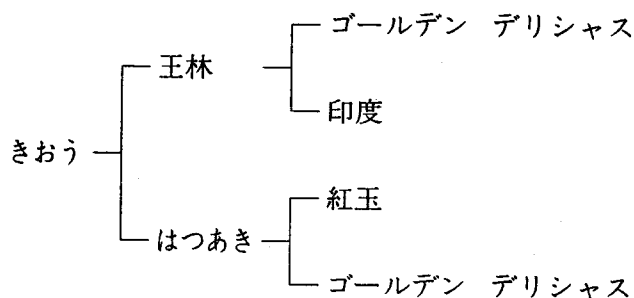 ゴールデン デリシャス
王林
印度
きおう
紅玉
はつあき
ゴールデン デリシャス